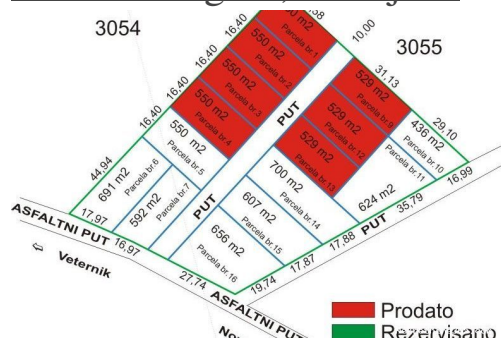 3054
3055
16,40
16,40
16,40
16,40
44,94
10,00
31,13
29,10
16,99
35,79
17,88
17,87
19,74
27,74
16,97
17,97
Parcela br.1
550 m2
Parcela br.2
550 m2
Parcela br.3
550 m2
Parcela br.4
550 m2
Parcela br.5
691 m2
Parcela br.6
592 m2
Parcela br.7
529 m2
Parcela br.9
436 m2
Parcela br.10
Parcela br.11
624 m2
529 m2
Parcela br.12
529 m2
Parcela br.13
700 m2
Parcela br.14
607 m2
Parcela br.15
656 m2
Parcela br.16
PUT
PUT
PUT
ASFALTNI PUT
ASFALTNI PUT
Veternik
Prodato
Rezervisano